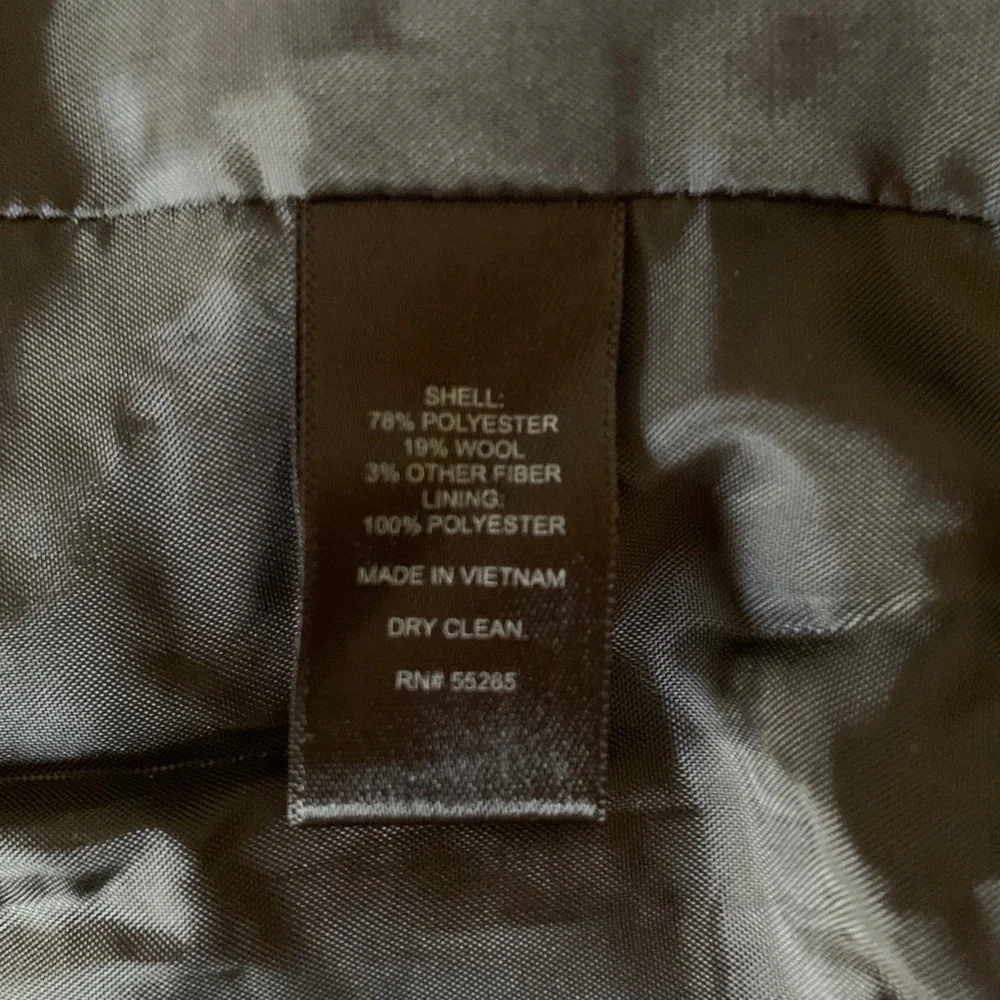 SHELL:
78% POLYESTER
19% WOOL
3% OTHER FIBER
LINING:
100% POLYESTER
MADE IN VIETNAM
DRY CLEAN.
RN# 55285